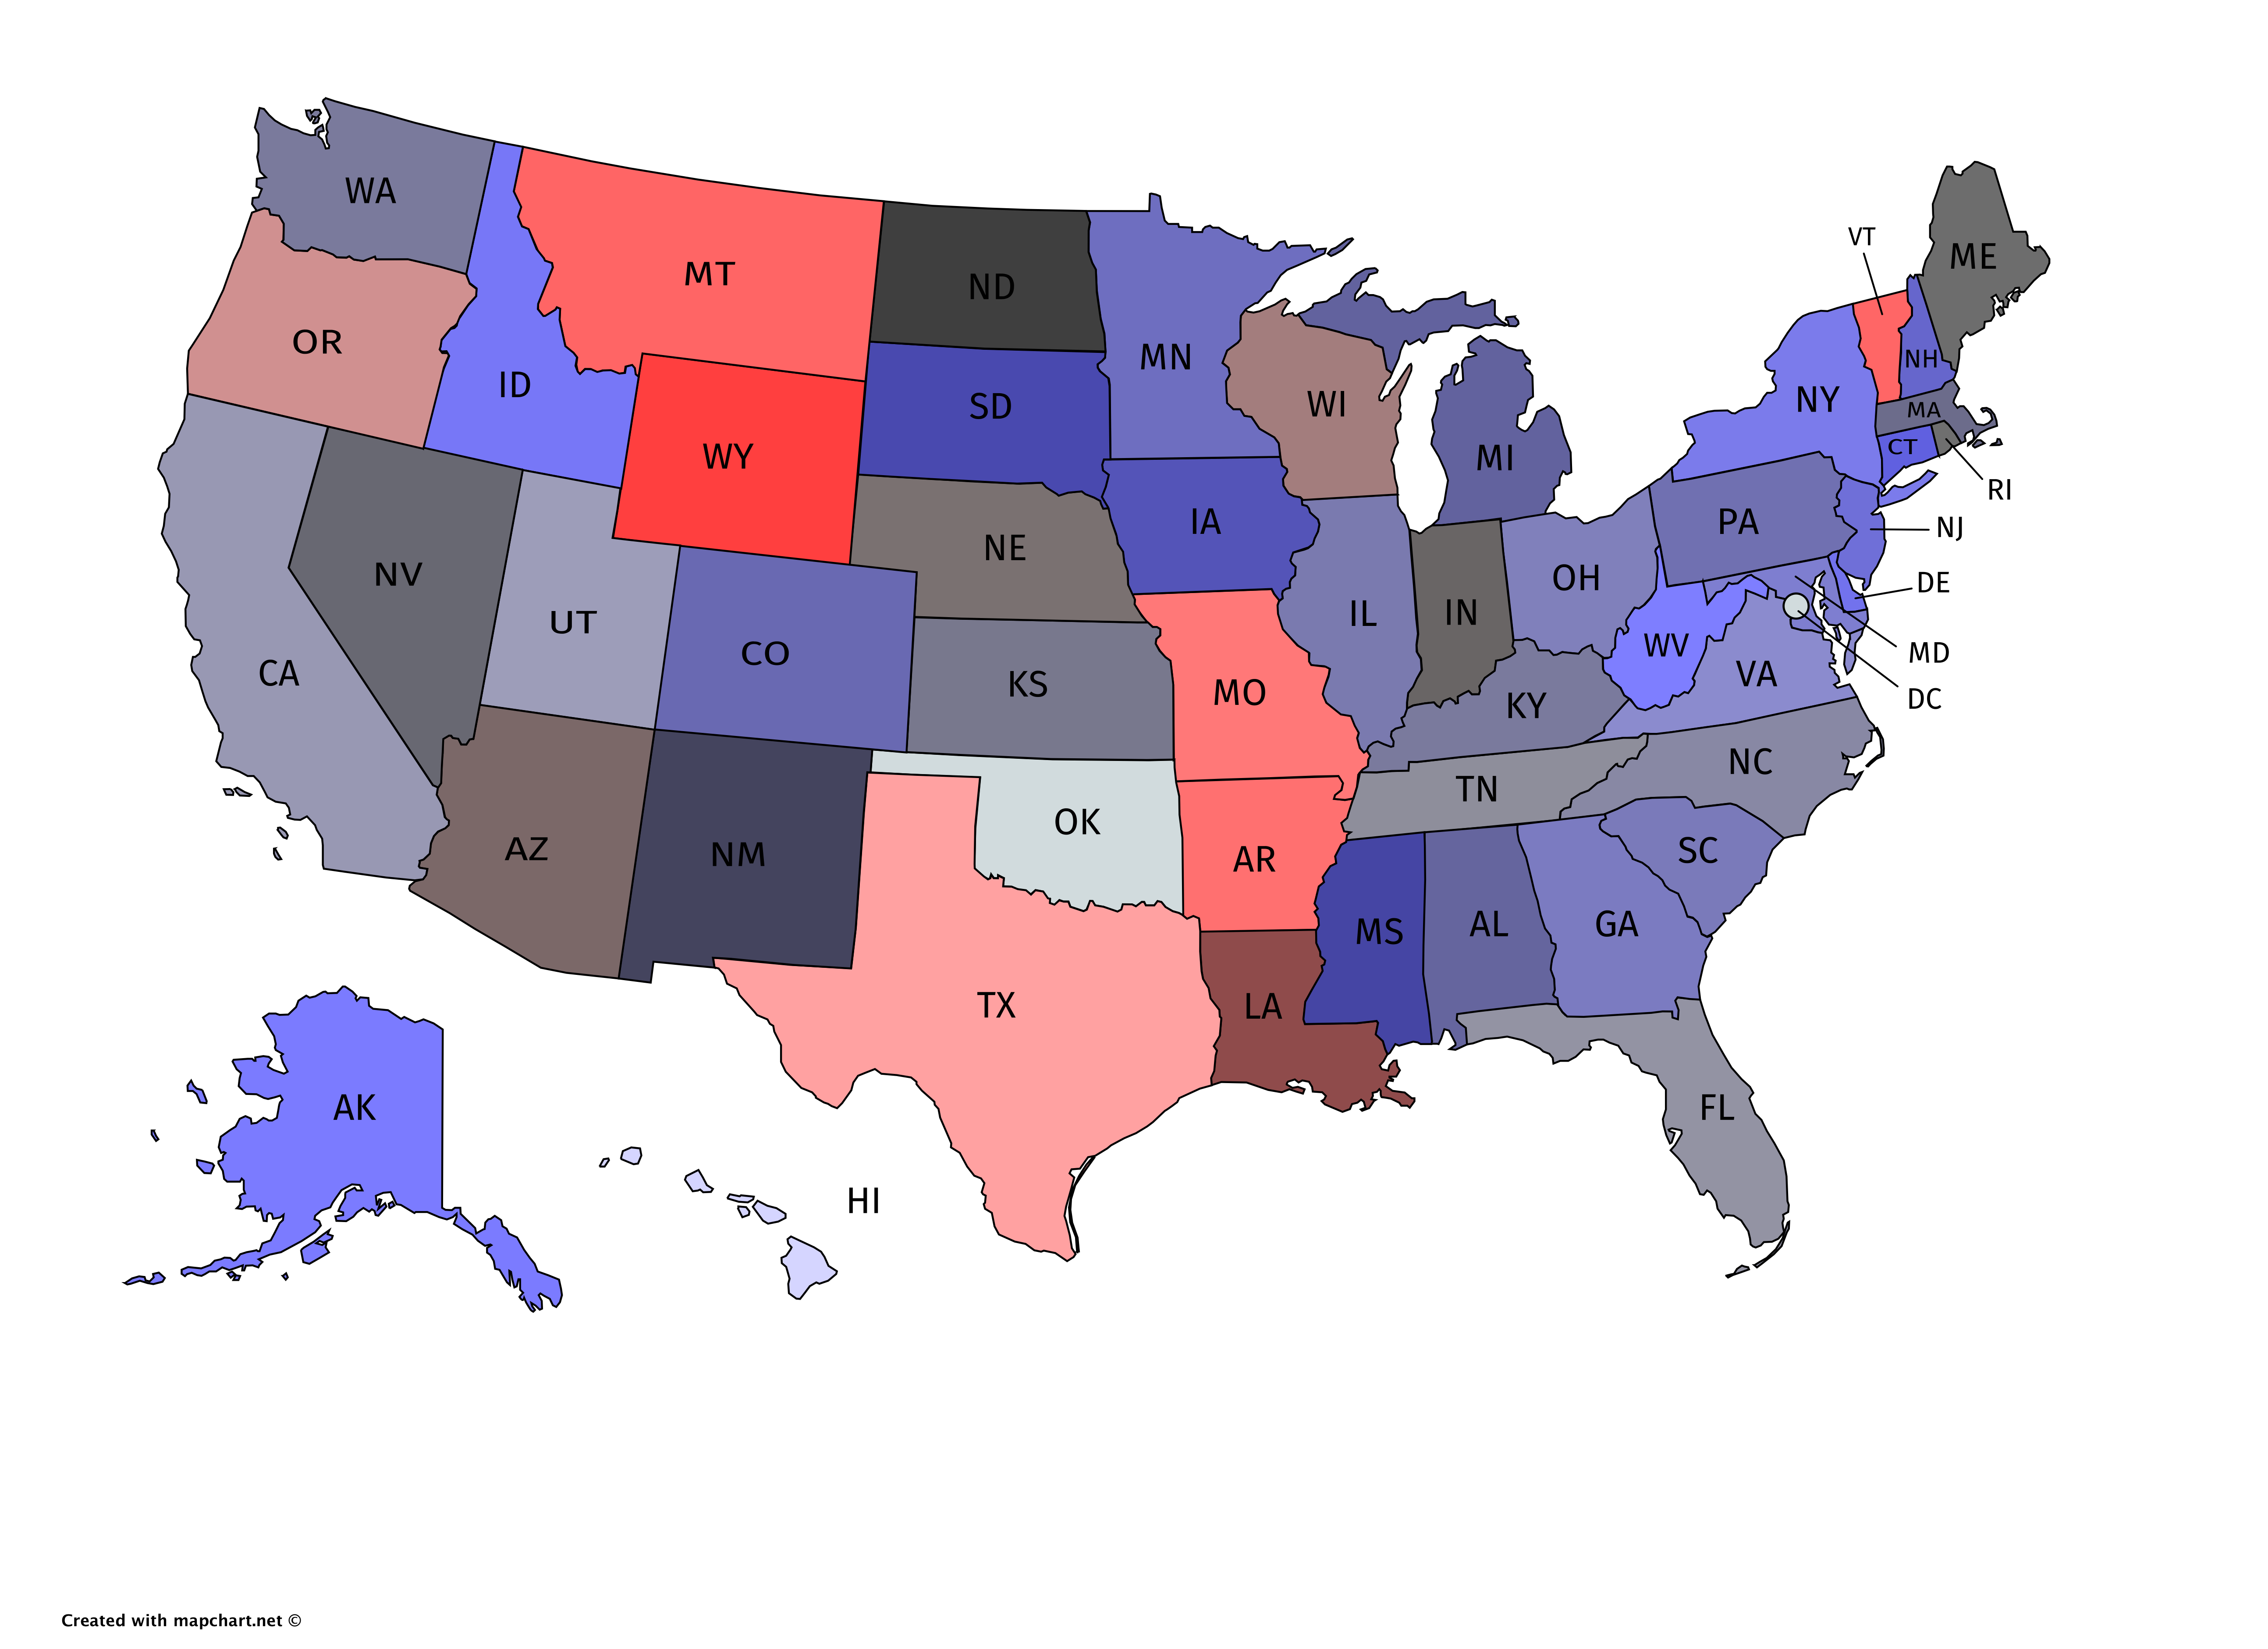 WA
VT
ME
MT
ND
OR
MN
NH
ID
NY
WI
SD
MA
WY
CT
MI
RI
IA
PA
NJ
NE
NV
OH
DE
IL
IN
UT
WV
CO
MD
CA
VA
KS
MO
DC
KY
NC
TN
OK
AZ
NM
AR
SC
MS
AL
GA
TX
LA
AK
FL
HI
Created with mapchart.net ©